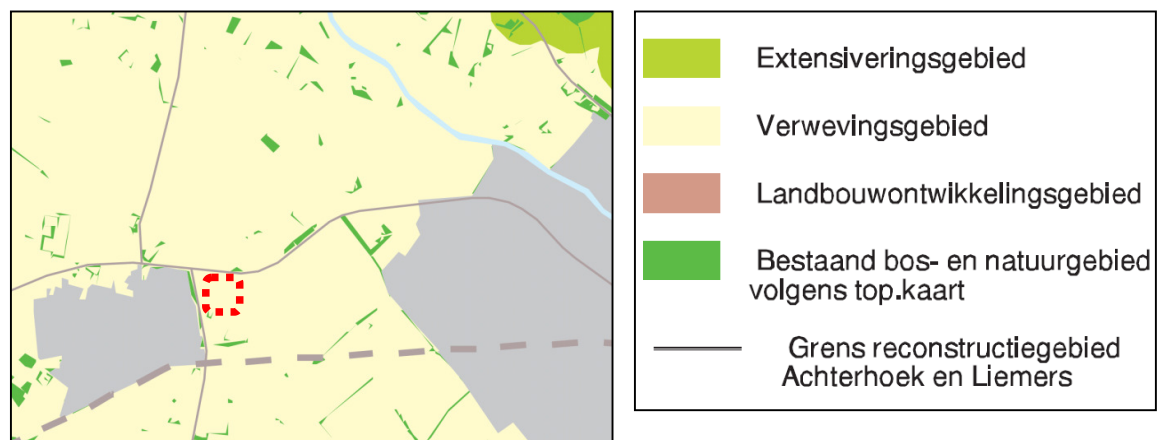 Extensiveringsgebied
Verwevingsgebied
Landbouwontwikkelingsgebied
Bestaand bos- en natuurgebied
volgens top.kaart
Grens reconstructiegebied
Achterhoek en Liemers